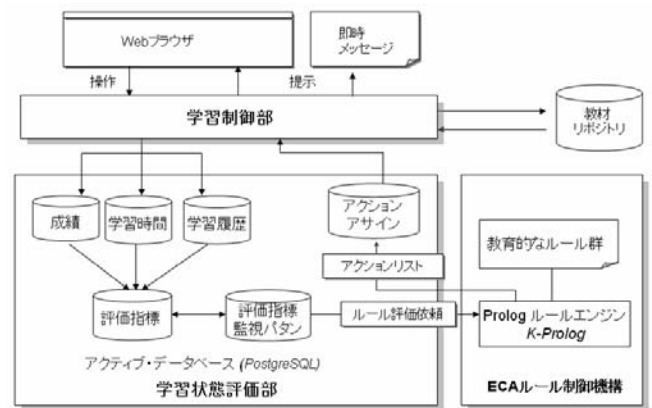 Webブラウザ
即時
メッセージ
操作
提示
学習制御部
教材
リポジトリ
成績
学習時間
学習履歴
アクション
アサイン
教育的なルール群
アクションリスト
評価指標
評価指標
監視パタン
ルール評価依頼
Prolog ルールエンジン
K-Prolog
アクティブ・データベース (PostgreSQL)
学習状態評価部
ECAルール制御機構